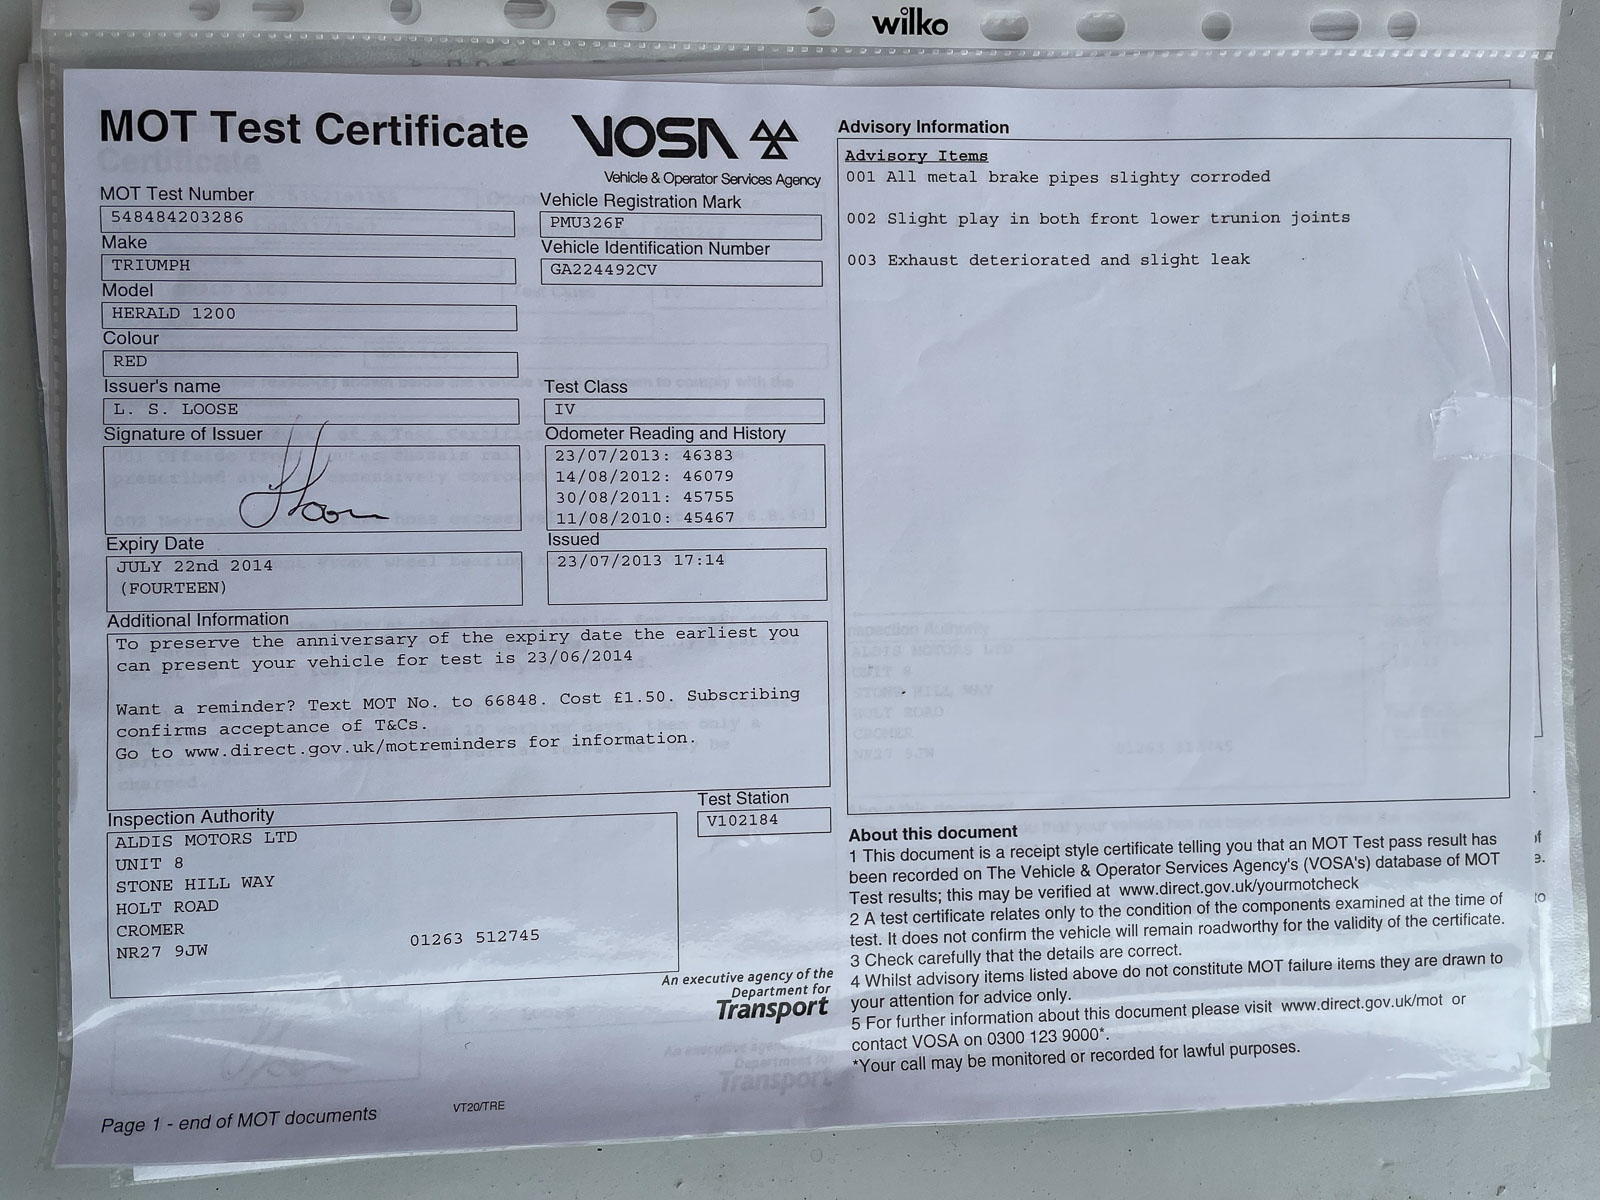 wilko
MOT Test Certificate
VOSA
Vehicle & Operator Services Agency
MOT Test Number
548484203286
Vehicle Registration Mark
PMU326F
Make
TRIUMPH
Vehicle Identification Number
GA224492CV
Model
HERALD 1200
Colour
RED
Issuer's name
L. S. LOOSE
Test Class
IV
Signature of Issuer
Odometer Reading and History
23/07/2013: 46383
14/08/2012: 46079
30/08/2011: 45755
11/08/2010: 45467
Expiry Date
JULY 22nd 2014
(FOURTEEN)
Issued
23/07/2013 17:14
Additional Information
To preserve the anniversary of the expiry date the earliest you
can present your vehicle for test is 23/06/2014
Want a reminder? Text MOT No. to 66848. Cost £1.50. Subscribing
confirms acceptance of T&Cs.
Go to www.direct.gov.uk/motreminders for information.
Inspection Authority
ALDIS MOTORS LTD
UNIT 8
STONE HILL WAY
HOLT ROAD
CROMER
NR27 9JW
01263 512745
Test Station
V102184
An executive agency of the
Department for
Transport
Page 1 - end of MOT documents
VT20/TRE
Advisory Information
Advisory Items
001 All metal brake pipes slighty corroded
002 Slight play in both front lower trunion joints
003 Exhaust deteriorated and slight leak
About this document
1 This document is a receipt style certificate telling you that an MOT Test pass result has
been recorded on The Vehicle & Operator Services Agency's (VOSA's) database of MOT
Test results; this may be verified at www.direct.gov.uk/yourmotcheck
2 A test certificate relates only to the condition of the components examined at the time of
test. It does not confirm the vehicle will remain roadworthy for the validity of the certificate.
3 Check carefully that the details are correct.
4 Whilst advisory items listed above do not constitute MOT failure items they are drawn to
your attention for advice only.
5 For further information about this document please visit www.direct.gov.uk/mot or
contact VOSA on 0300 123 9000*.
*Your call may be monitored or recorded for lawful purposes.